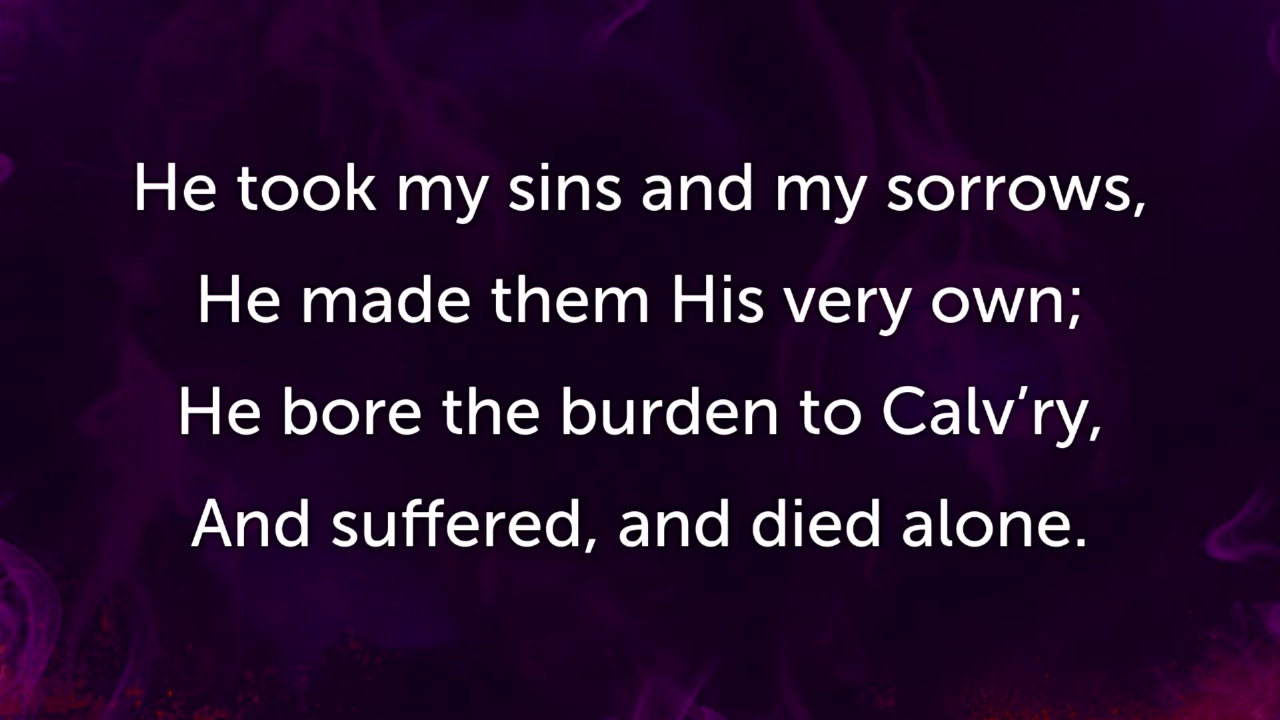 He took my sins and my sorrows,
He made them His very own;
He bore the burden to Calv’ry,
And suffered, and died alone.